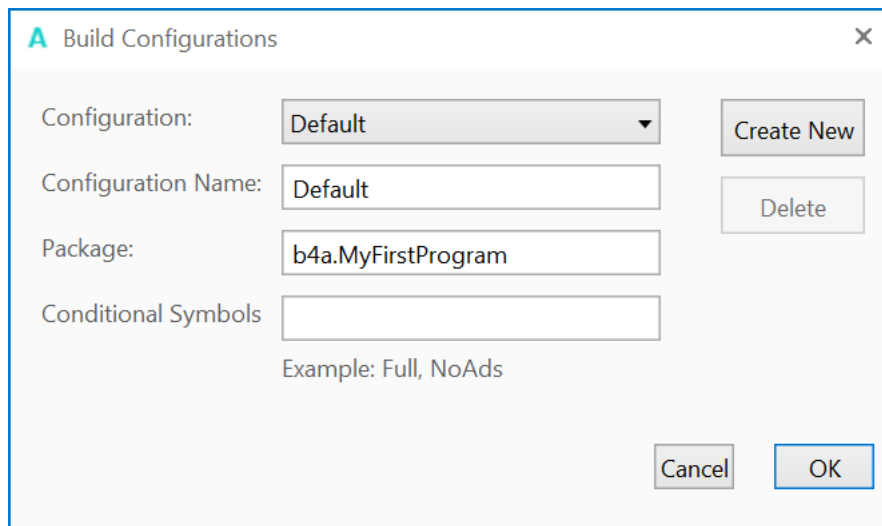 A Build Configurations
Configuration: Default Create New
Configuration Name: Default Delete
Package: b4a.MyFirstProgram
Conditional Symbols
Example: Full, NoAds
Cancel OK